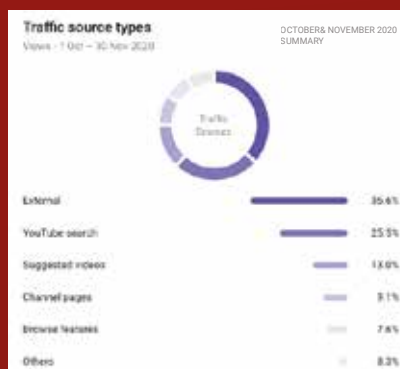 Traffic source types
OCTOBER& NOVEMBER 2020
SUMMARY
Views · 1 Oct – 30 Nov 2020
Traffic
Sources
External 36.6%
YouTube search 25.5%
Suggested videos 13.0%
Channel pages 9.1%
Browse features 7.6%
Others 8.3%